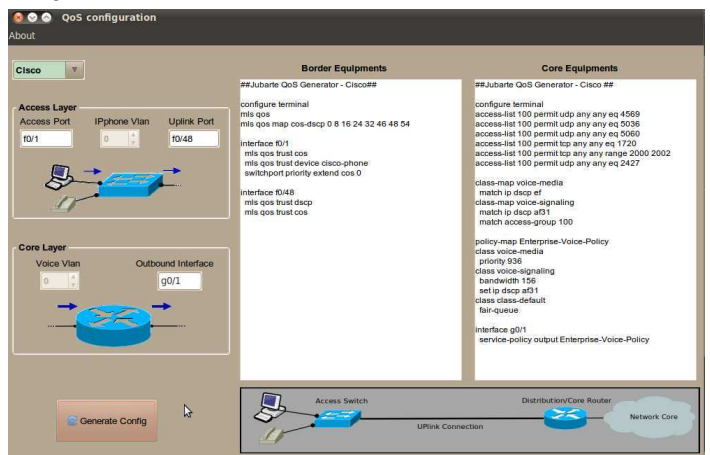 QoS configuration
About
Cisco
Access Layer
Access Port IPphone Vlan Uplink Port
f0/1 0 f0/48
Core Layer
Voice Vlan Outbound Interface
0 g0/1
Generate Config
Border Equipments
##Jubarte QoS Generator - Cisco##
configure terminal
mls qos
mls qos map cos-dscp 0 8 16 24 32 46 48 54
interface f0/1
mls qos trust cos
mls qos trust device cisco-phone
switchport priority extend cos 0
interface f0/48
mls qos trust dscp
mls qos trust cos
Core Equipments
##Jubarte QoS Generator - Cisco ##
configure terminal
access-list 100 permit udp any any eq 4569
access-list 100 permit udp any any eq 5036
access-list 100 permit udp any any eq 5060
access-list 100 permit tcp any any eq 1720
access-list 100 permit tcp any any range 2000 2002
access-list 100 permit udp any any eq 2427
class-map voice-media
match ip dscp ef
class-map voice-signaling
match ip dscp af31
match access-group 100
policy-map Enterprise-Voice-Policy
class voice-media
priority 936
class voice-signaling
bandwidth 156
set ip dscp af31
class class-default
fair-queue
interface g0/1
service-policy output Enterprise-Voice-Policy
Access Switch
UPlink Connection
Distribution/Core Router
Network Core